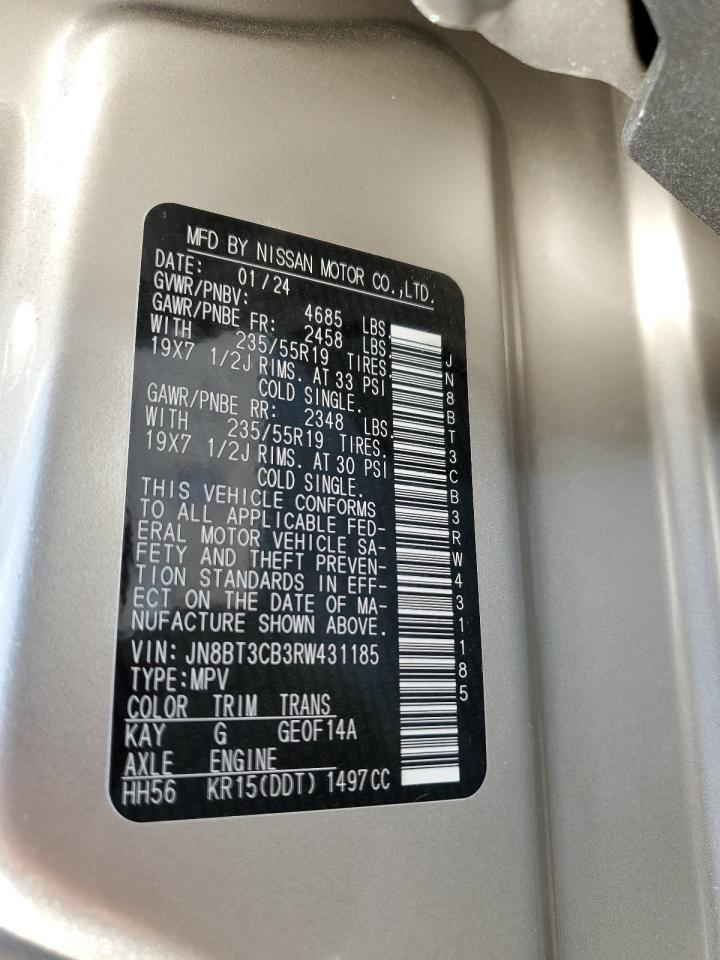 MFD BY NISSAN MOTOR CO.,LTD.
DATE: 01/24
GVWR/PNBV: 4685 LBS
GAWR/PNBE FR: 2458 LBS.
WITH 235/55R19 TIRES.
19X7 1/2J RIMS. AT 33 PSI
COLD SINGLE.
GAWR/PNBE RR: 2348 LBS.
WITH 235/55R19 TIRES.
19X7 1/2J RIMS. AT 30 PSI
COLD SINGLE.
THIS VEHICLE CONFORMS
TO ALL APPLICABLE FED-
ERAL MOTOR VEHICLE SA-
FETY AND THEFT PREVEN-
TION STANDARDS IN EFF-
ECT ON THE DATE OF MA-
NUFACTURE SHOWN ABOVE.
VIN: JN8BT3CB3RW431185
TYPE:MPV
COLOR TRIM TRANS
KAY G GE0F14A
AXLE ENGINE
HH56 KR15(DDT) 1497CC
JN8BT3CB3RW431185